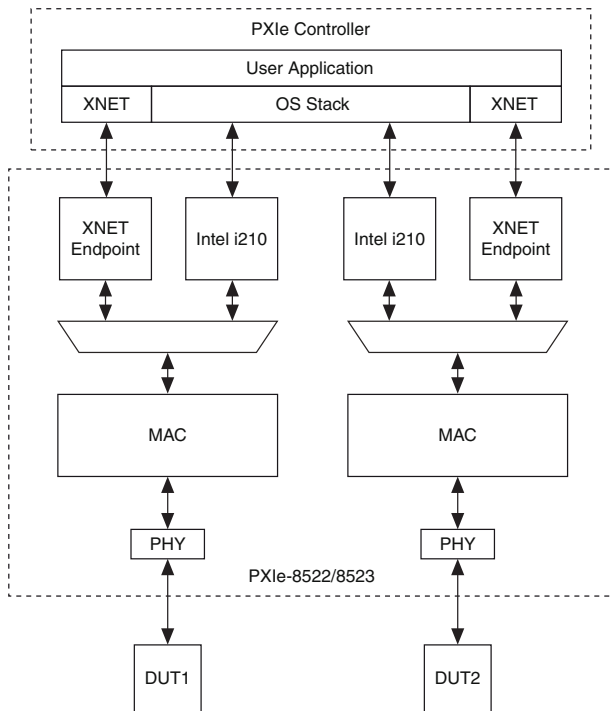 PXIe Controller
User Application
XNET
OS Stack
XNET
XNET
Endpoint
Intel i210
Intel i210
XNET
Endpoint
MAC
MAC
PHY
PHY
PXIe-8522/8523
DUT1
DUT2